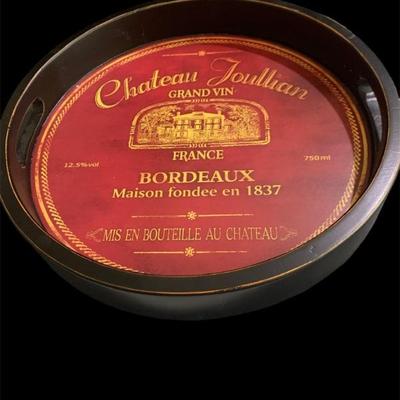 Chateau Joullian
GRAND VIN
FRANCE
12.5%vol
750 ml
BORDEAUX
Maison fondee en 1837
MIS EN BOUTEILLE AU CHATEAU